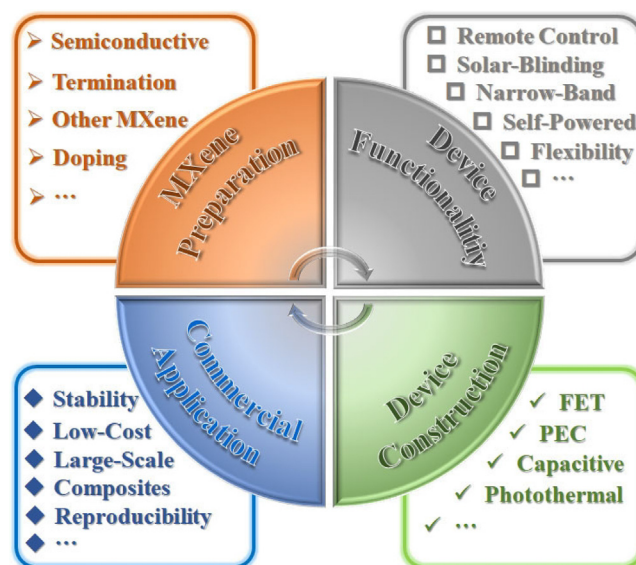 Semiconductive
Termination
Other MXene
Doping
...
MXene
Preparation
Remote Control
Solar-Blinding
Narrow-Band
Self-Powered
Flexibility
...
Device
Functionalitiy
Commercial
Application
Stability
Low-Cost
Large-Scale
Composites
Reproducibility
...
Device
Construction
FET
PEC
Capacitive
Photothermal
...